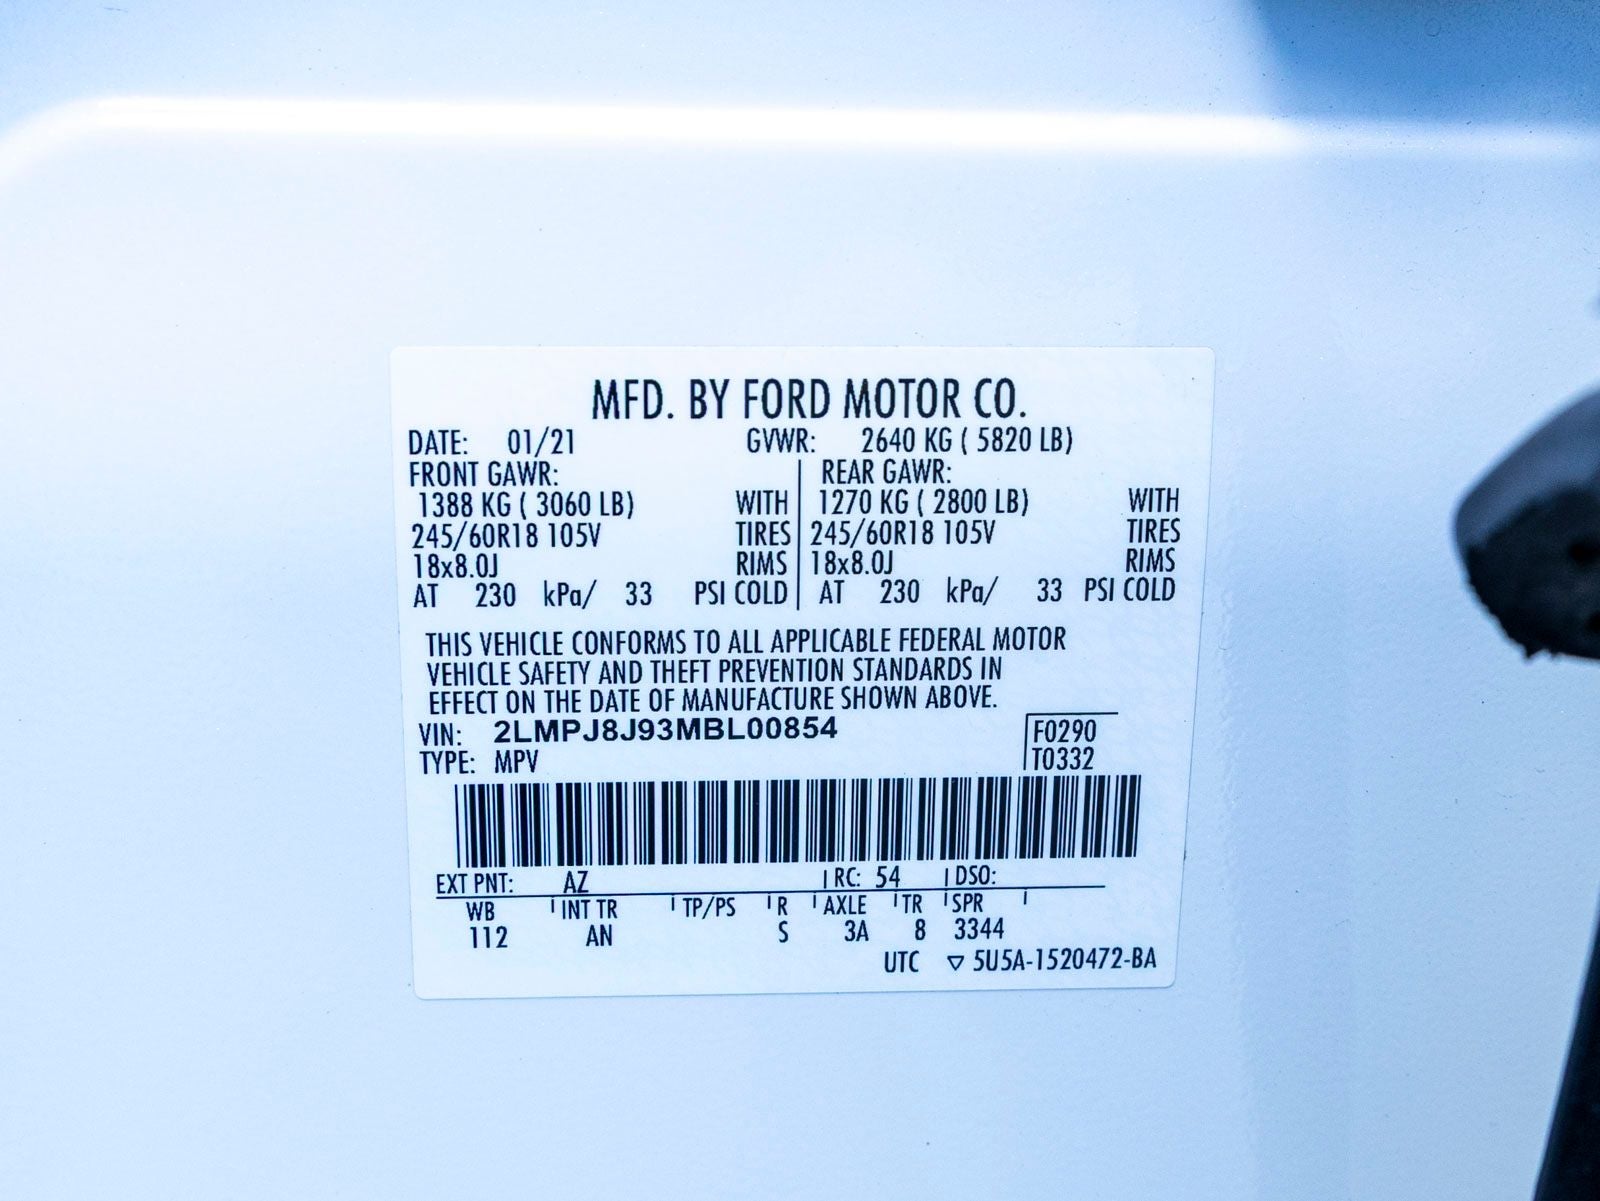 MFD. BY FORD MOTOR CO.
DATE: 01/21 GVWR: 2640 KG ( 5820 LB)
FRONT GAWR: REAR GAWR:
1388 KG ( 3060 LB) WITH 1270 KG ( 2800 LB) WITH
245/60R18 105V TIRES 245/60R18 105V TIRES
18x8.0J RIMS 18x8.0J RIMS
AT 230 kPa/ 33 PSI COLD AT 230 kPa/ 33 PSI COLD
THIS VEHICLE CONFORMS TO ALL APPLICABLE FEDERAL MOTOR
VEHICLE SAFETY AND THEFT PREVENTION STANDARDS IN
EFFECT ON THE DATE OF MANUFACTURE SHOWN ABOVE.
VIN: 2LMPJ8J93MBL00854 F0290
TYPE: MPV T0332
EXT PNT: AZ RC: 54 DSO:
WB INT TR TP/PS R AXLE TR SPR
112 AN S 3A 8 3344
UTC ▽ 5U5A-1520472-BA